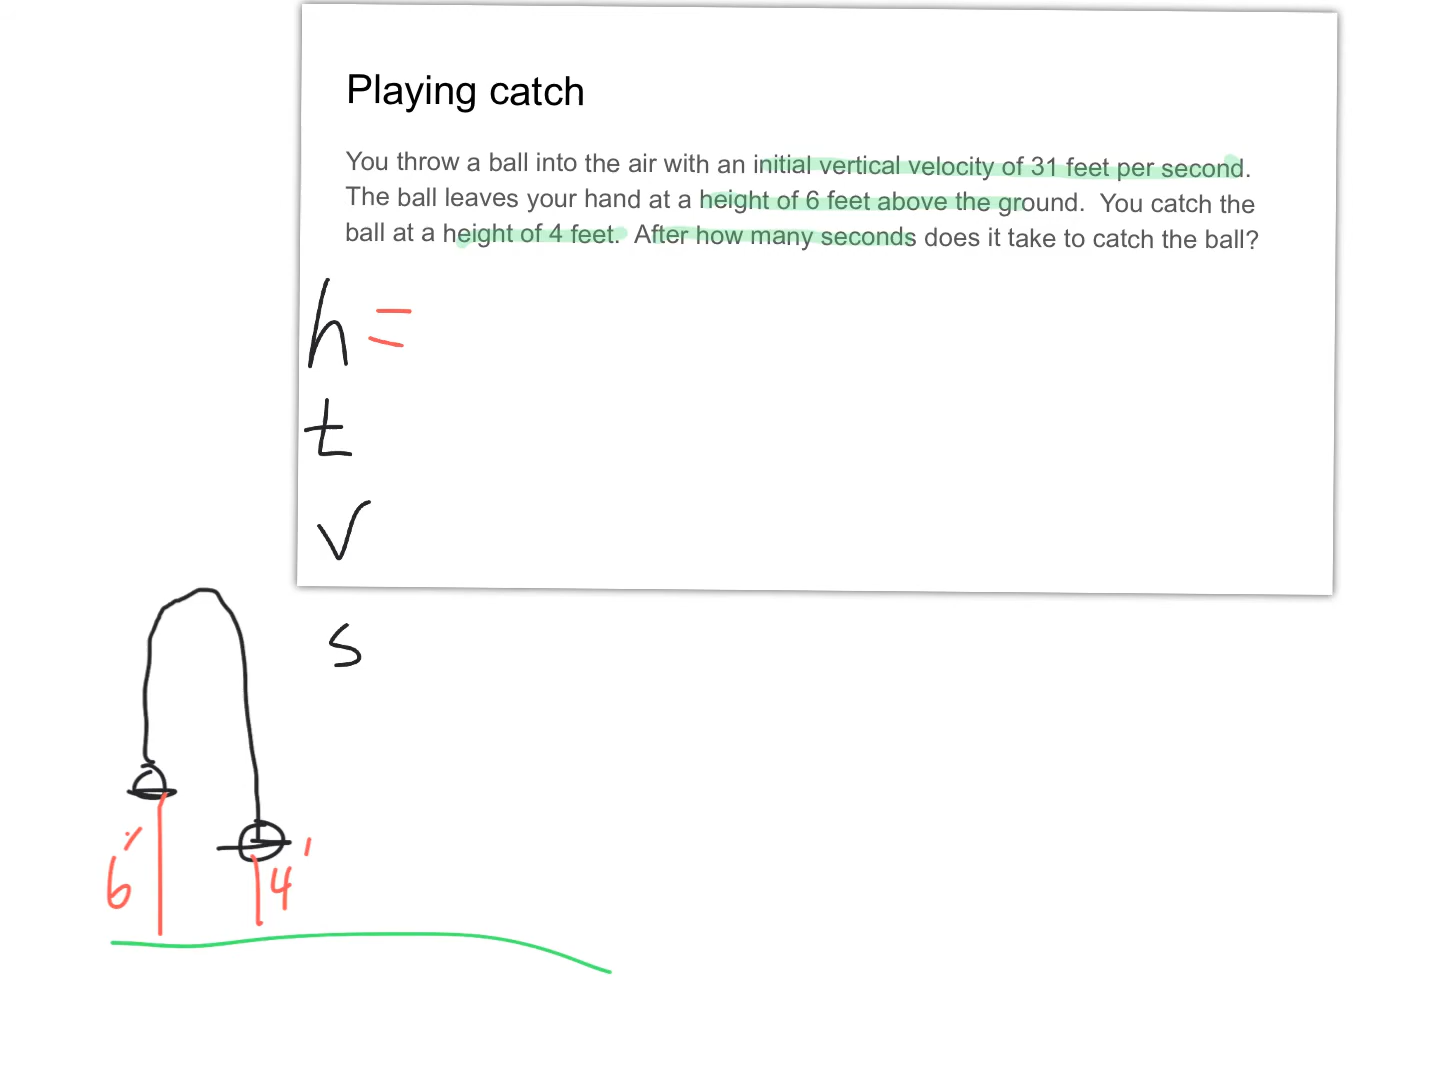 Playing catch
You throw a ball into the air with an initial vertical velocity of 31 feet per second.
The ball leaves your hand at a height of 6 feet above the ground.  You catch the
ball at a height of 4 feet.  After how many seconds does it take to catch the ball?
h =
t
v
s
6'
4'